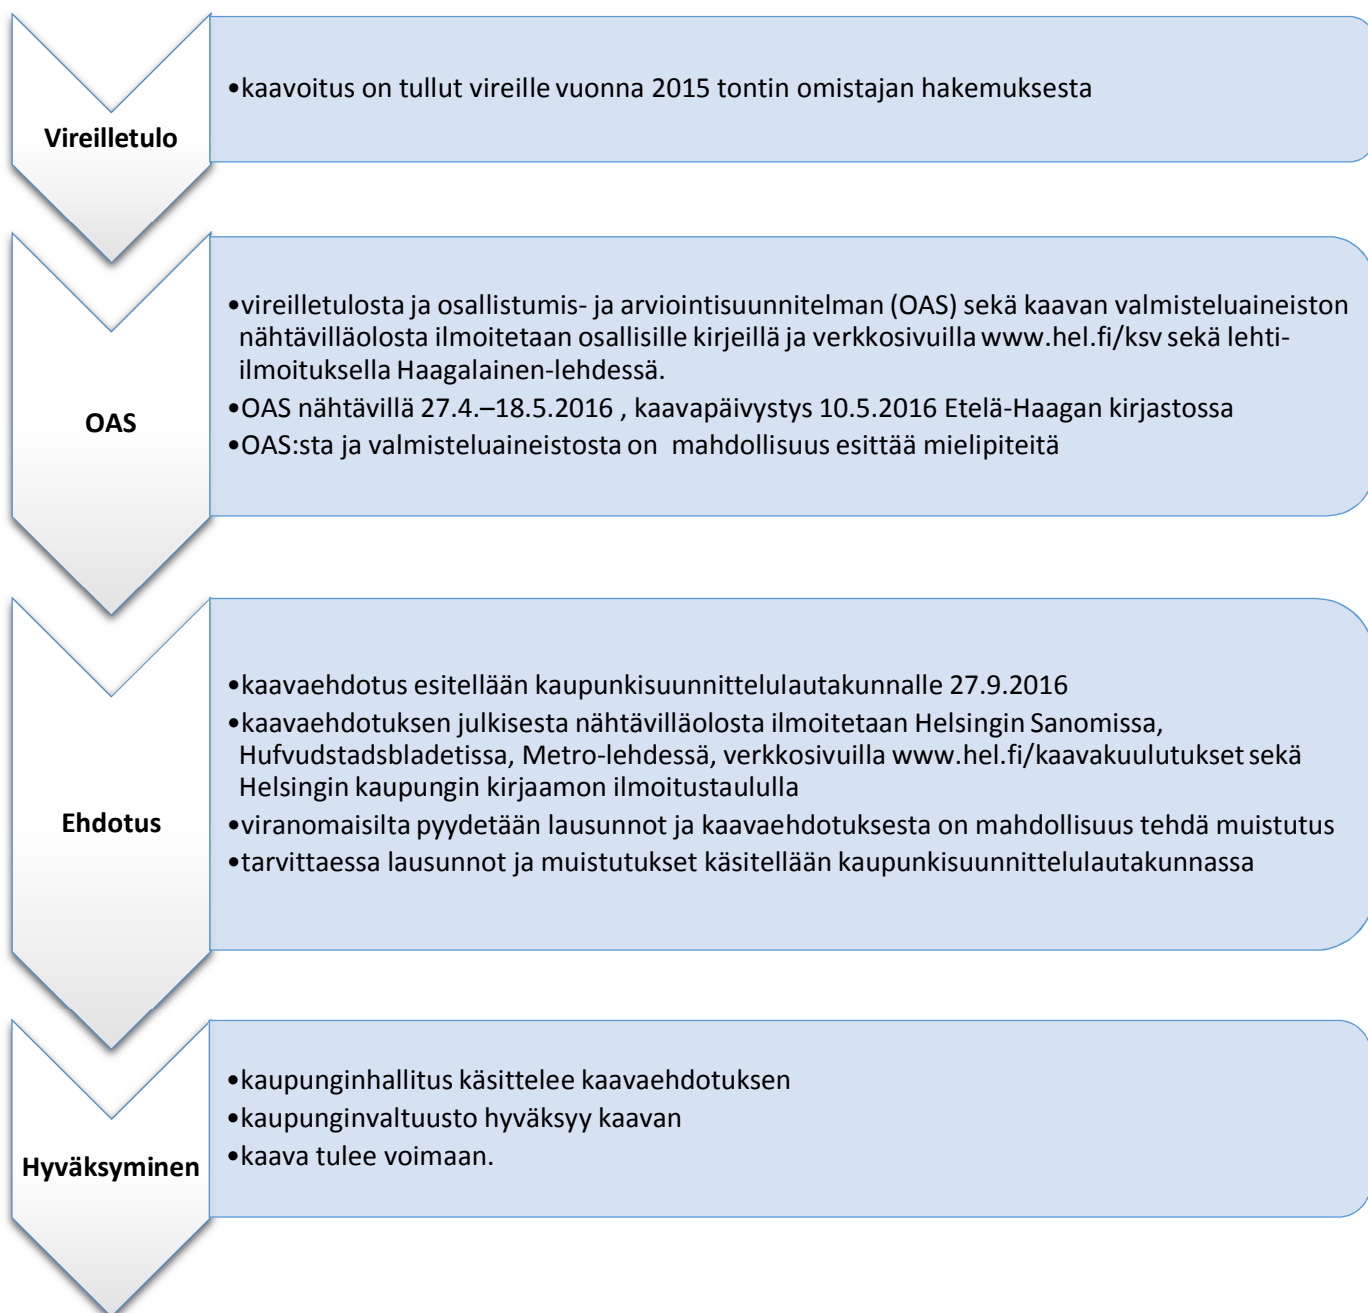 Vireilletulo
•kaavoitus on tullut vireille vuonna 2015 tontin omistajan hakemuksesta
OAS
•vireilletulosta ja osallistumis- ja arviointisuunnitelman (OAS) sekä kaavan valmisteluaineiston
nähtävilläolosta ilmoitetaan osallisille kirjeillä ja verkkosivuilla www.hel.fi/ksv sekä lehti-
ilmoituksella Haagalainen-lehdessä.
•OAS nähtävillä 27.4.–18.5.2016 , kaavapäivystys 10.5.2016 Etelä-Haagan kirjastossa
•OAS:sta ja valmisteluaineistosta on mahdollisuus esittää mielipiteitä
Ehdotus
•kaavaehdotus esitellään kaupunkisuunnittelulautakunnalle 27.9.2016
•kaavaehdotuksen julkisesta nähtävilläolosta ilmoitetaan Helsingin Sanomissa,
Hufvudstadsbladetissa, Metro-lehdessä, verkkosivuilla www.hel.fi/kaavakuulutukset sekä
Helsingin kaupungin kirjaamon ilmoitustaululla
•viranomaisilta pyydetään lausunnot ja kaavaehdotuksesta on mahdollisuus tehdä muistutus
•tarvittaessa lausunnot ja muistutukset käsitellään kaupunkisuunnittelulautakunnassa
Hyväksyminen
•kaupunginhallitus käsittelee kaavaehdotuksen
•kaupunginvaltuusto hyväksyy kaavan
•kaava tulee voimaan.